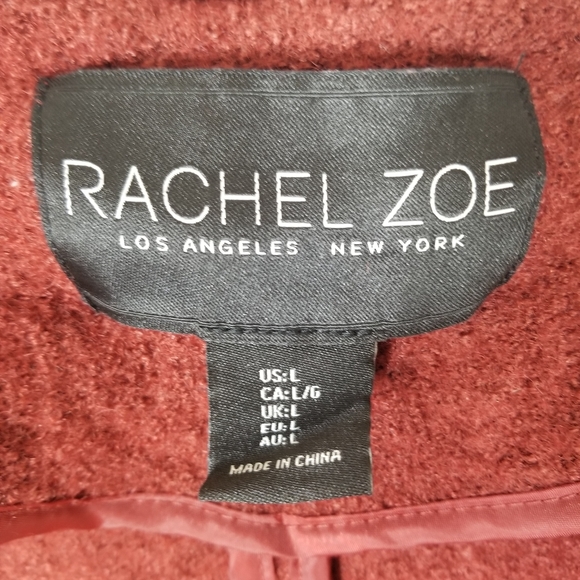 RACHEL ZOE
LOS ANGELES NEW YORK
US:L
CA:L/G
UK:L
EU:L
AU:L
MADE IN CHINA